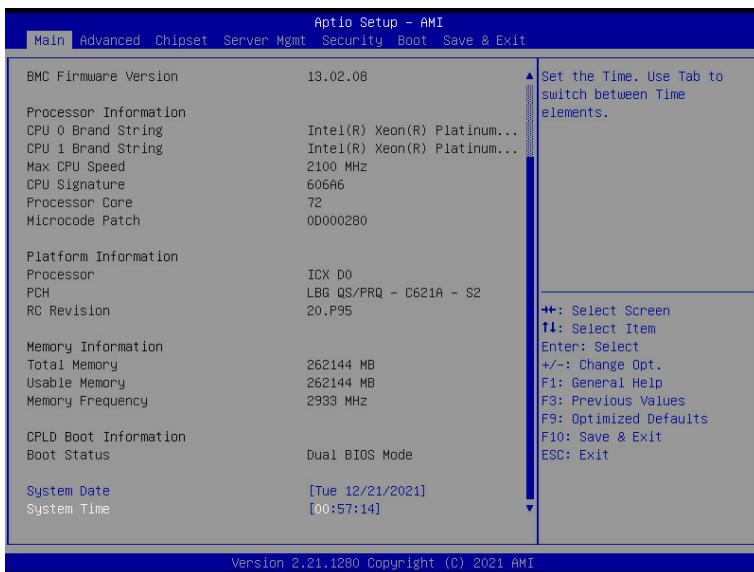 Aptio Setup - AMI
Main Advanced Chipset Server Mgmt Security Boot Save & Exit
BMC Firmware Version 13.02.08
Processor Information
CPU 0 Brand String Intel(R) Xeon(R) Platinum...
CPU 1 Brand String Intel(R) Xeon(R) Platinum...
Max CPU Speed 2100 MHz
CPU Signature 606A6
Processor Core 72
Microcode Patch 0D000280
Platform Information
Processor ICX D0
PCH LBG QS/PRQ - C621A - S2
RC Revision 20.P95
Memory Information
Total Memory 262144 MB
Usable Memory 262144 MB
Memory Frequency 2933 MHz
CPLD Boot Information
Boot Status Dual BIOS Mode
System Date [Tue 12/21/2021]
System Time [00:57:14]
Set the Time. Use Tab to
switch between Time
elements.
→←: Select Screen
↑↓: Select Item
Enter: Select
+/-: Change Opt.
F1: General Help
F3: Previous Values
F9: Optimized Defaults
F10: Save & Exit
ESC: Exit
Version 2.21.1280 Copyright (C) 2021 AMI